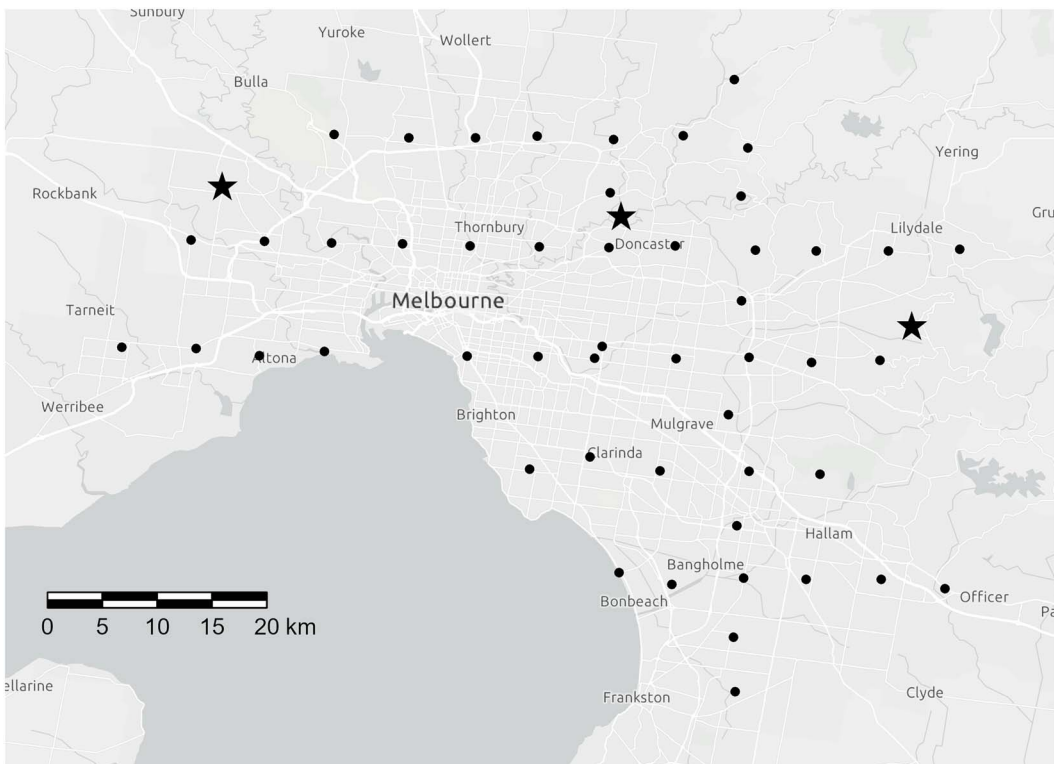 Sunbury
Yuroke
Wollert
Bulla
Yering
Rockbank
Gru
Thornbury
Lilydale
Doncaster
Melbourne
Tarneit
Altona
Werribee
Brighton
Mulgrave
Clarinda
Hallam
Bangholme
Officer
Bonbeach
Pa
0 5 10 15 20 km
ellarine
Clyde
Frankston